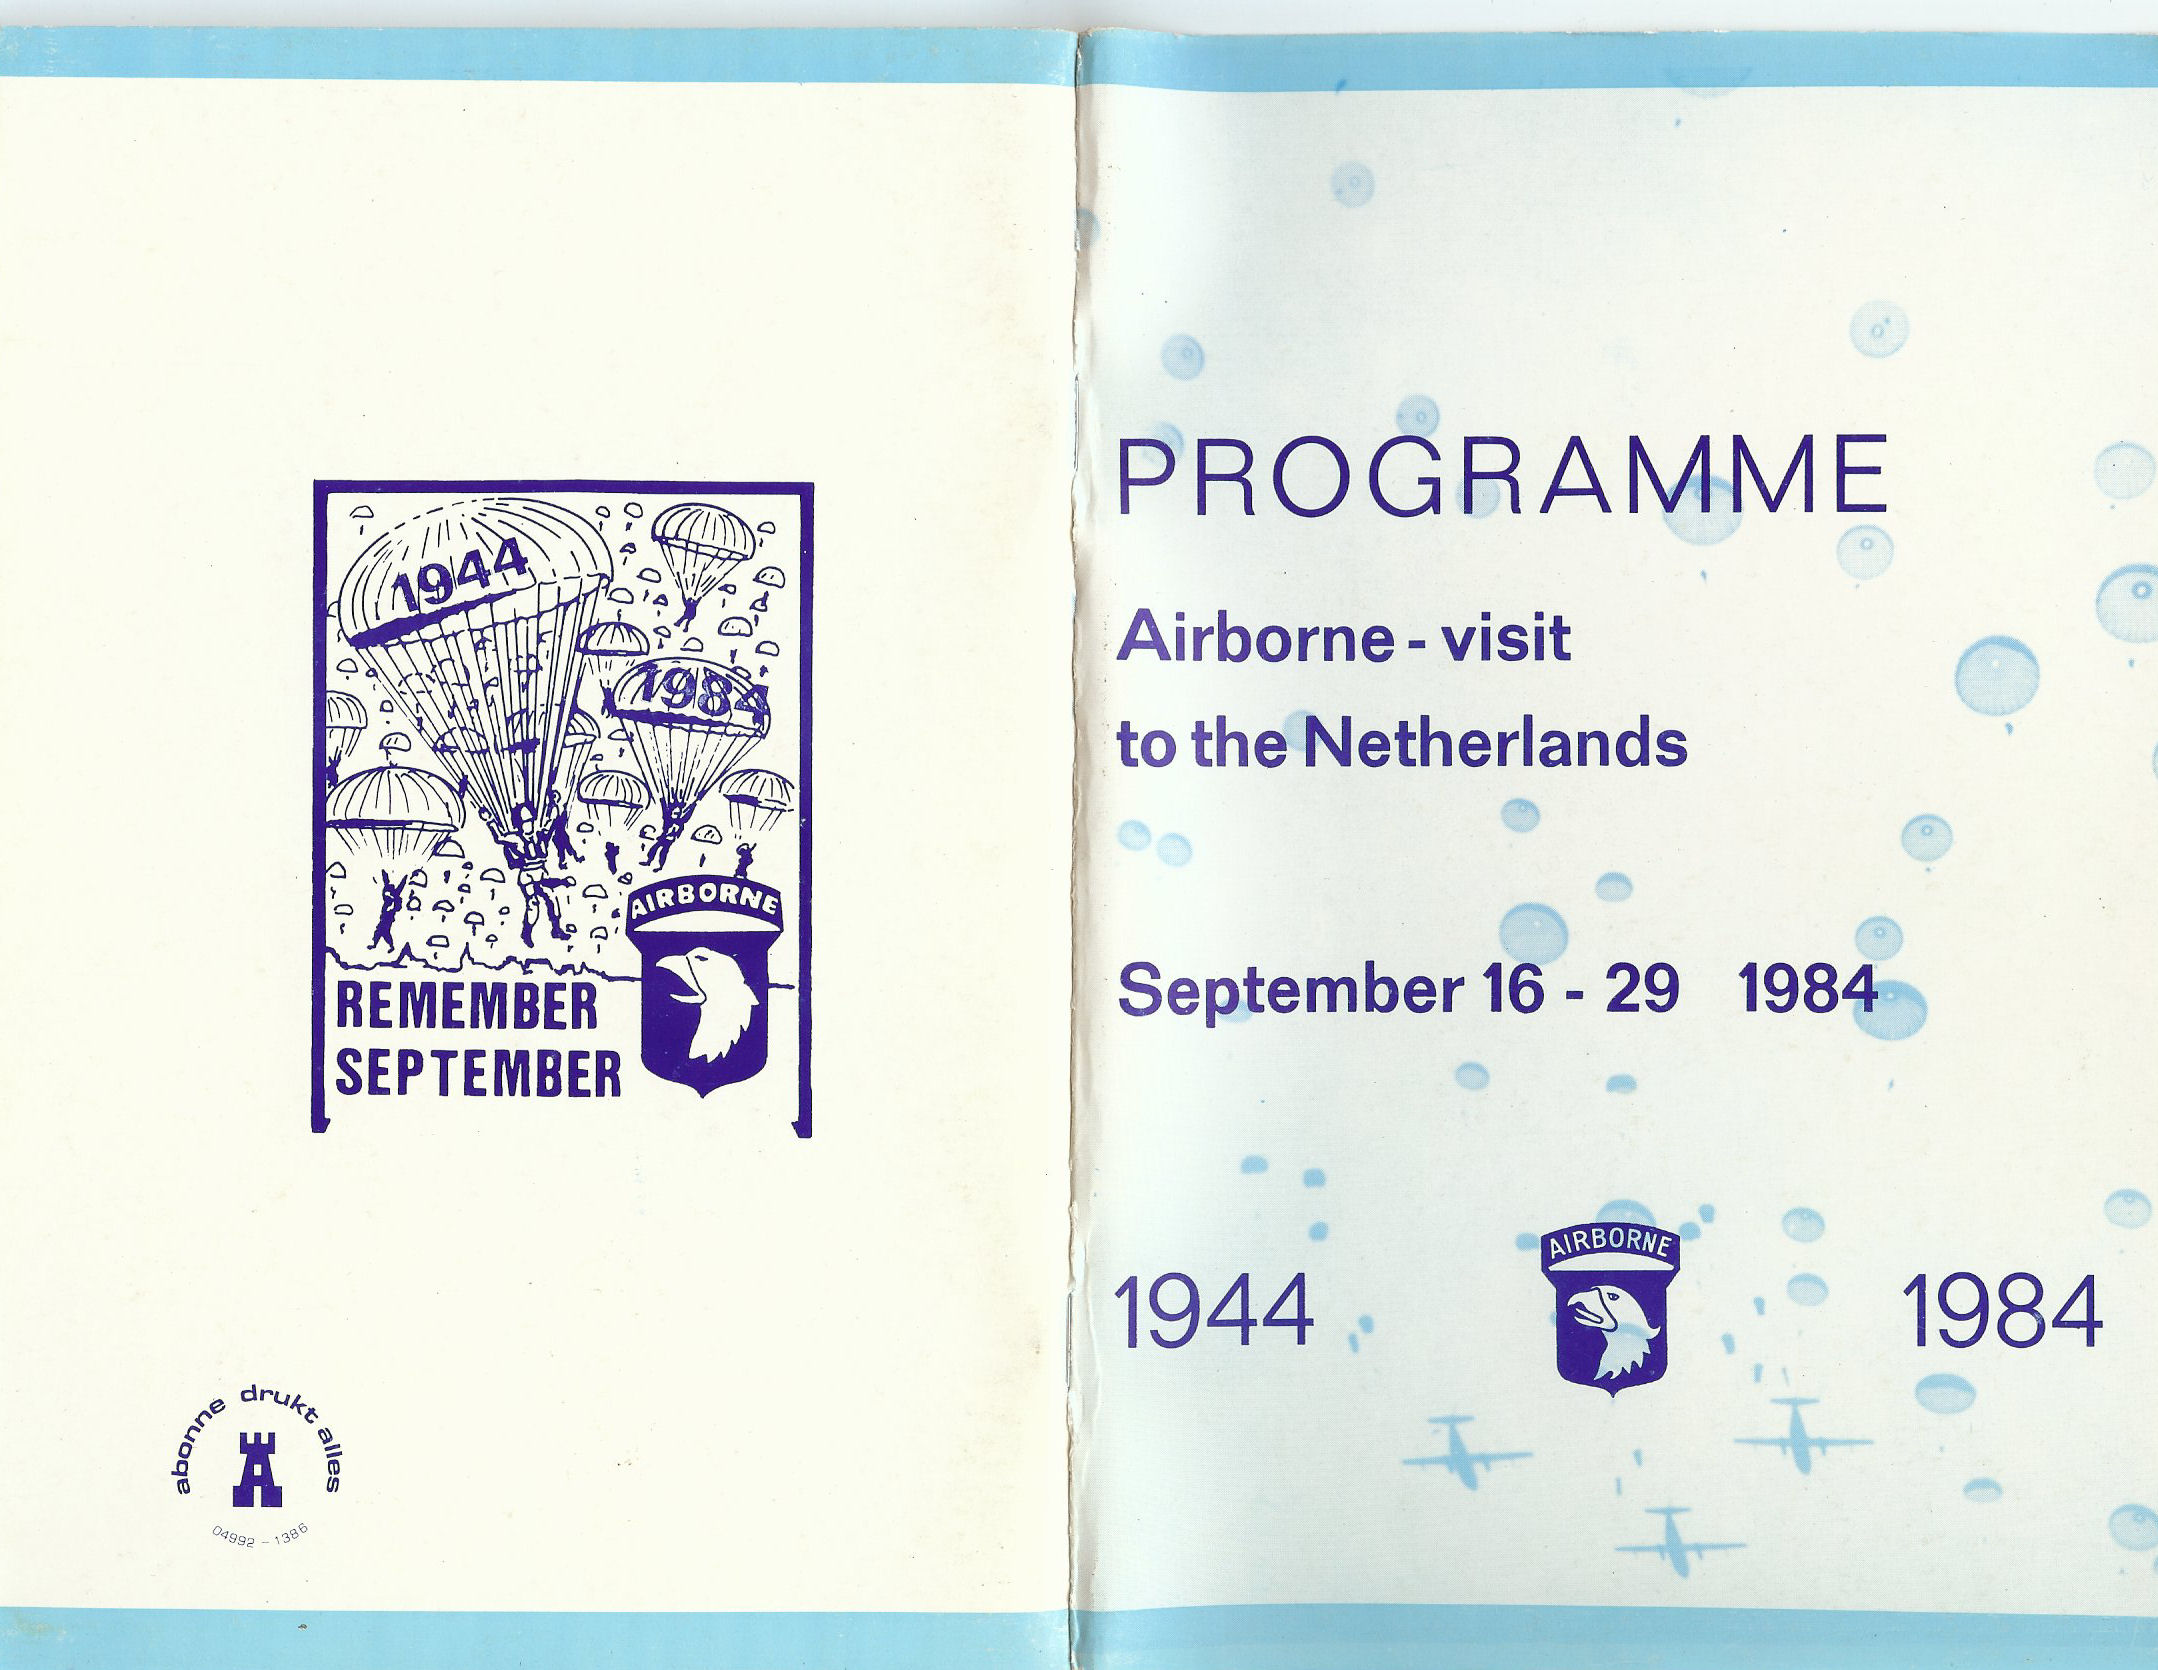 1944
1984
AIRBORNE
REMEMBER
SEPTEMBER
abonne drukt alles
A
04992 - 1386
PROGRAMME
Airborne - visit
to the Netherlands
September 16 - 29 1984
AIRBORNE
1944 1984